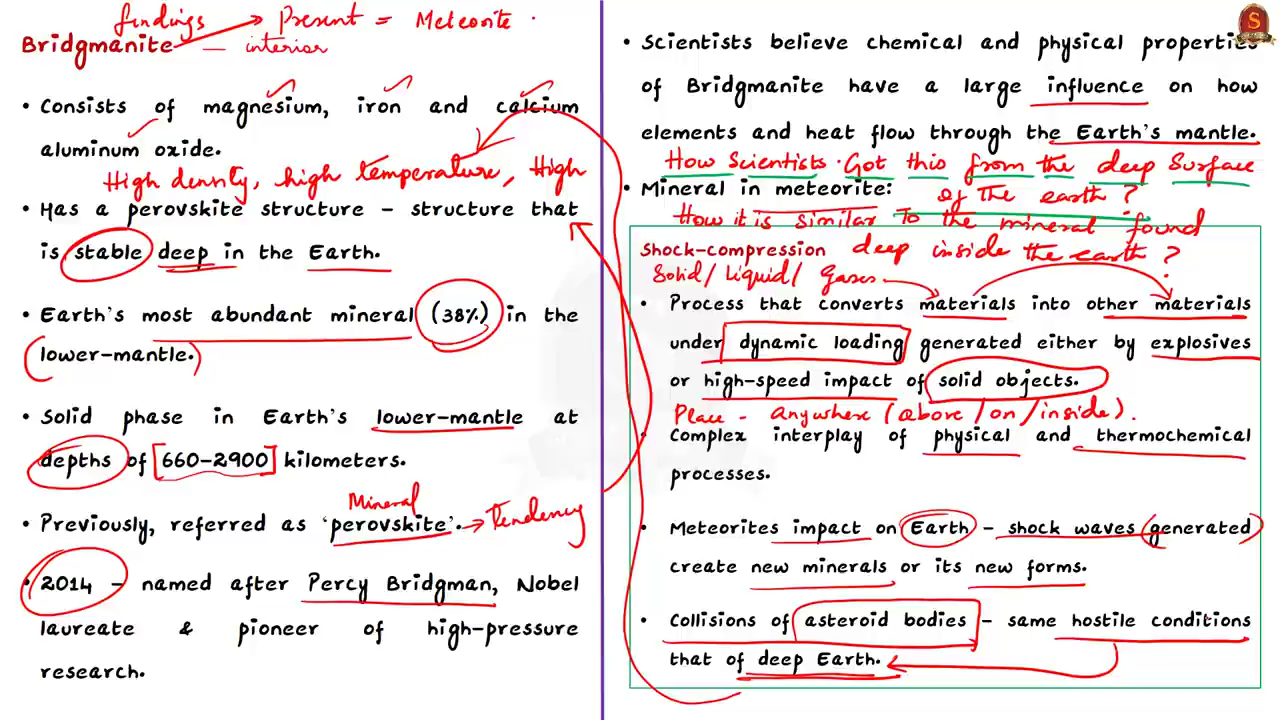 findings → Present = Meteorite.
Bridgmanite — interior
• Consists of magnesium, iron and calcium
aluminum oxide.
High density, high temperature, High
• Has a perovskite structure – structure that
is stable deep in the Earth.
• Earth's most abundant mineral (38%) in the
lower-mantle.
• Solid phase in Earth's lower-mantle at
depths of 660-2900 kilometers.
Mineral
• Previously, referred as 'perovskite'. → Tendency
• 2014 – named after Percy Bridgman, Nobel
laureate & pioneer of high-pressure
research.
S
• Scientists believe chemical and physical properties
of Bridgmanite have a large influence on how
elements and heat flow through the Earth's mantle.
How Scientists Got this from the deep Surface
• Mineral in meteorite: of the earth?
How it is similar To the mineral found
Shock-compression deep inside the earth?
Solid/Liquid/Gases
• Process that converts materials into other materials
under dynamic loading generated either by explosives
or high-speed impact of solid objects.
Place - Anywhere (above/on/inside).
• Complex interplay of physical and thermochemical
processes.
• Meteorites impact on Earth – shock waves (generated)
create new minerals or its new forms.
• Collisions of asteroid bodies – same hostile conditions
that of deep Earth.